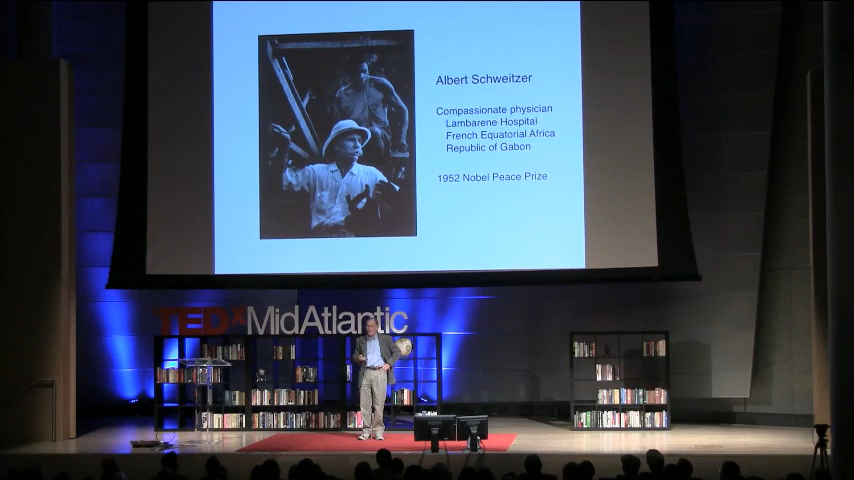 Albert Schweitzer
Compassionate physician
Lambarene Hospital
French Equatorial Africa
Republic of Gabon
1952 Nobel Peace Prize
TEDxMidAtlantic